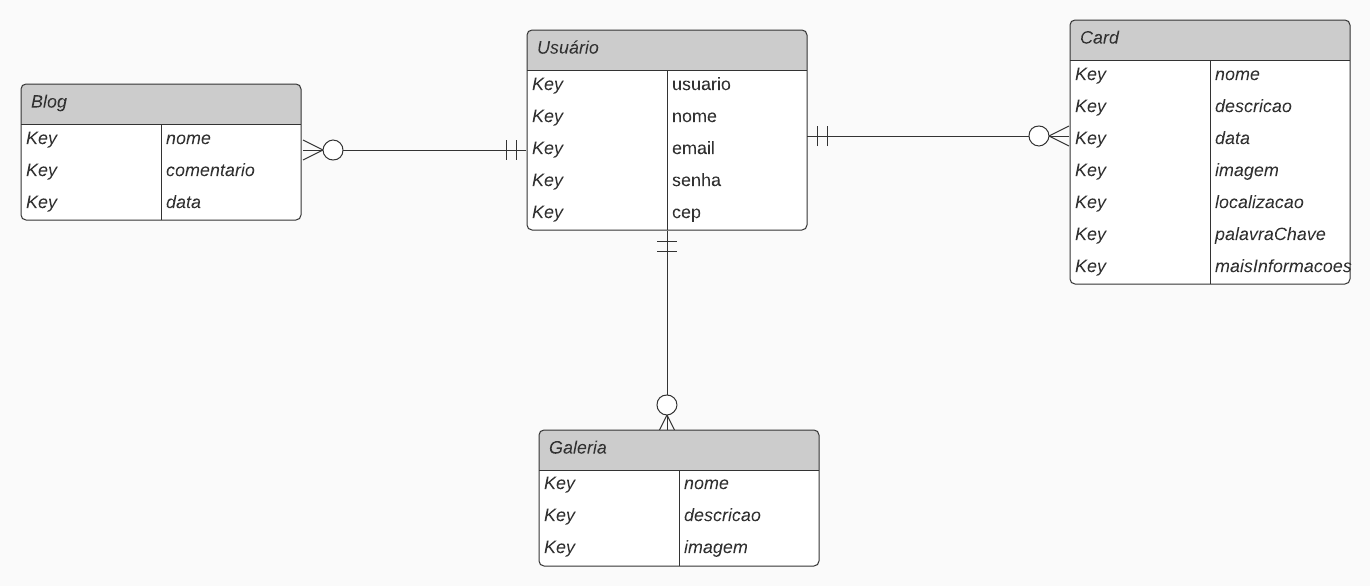 Blog
Key nome
Key comentario
Key data
Usuário
Key usuario
Key nome
Key email
Key senha
Key cep
Card
Key nome
Key descricao
Key data
Key imagem
Key localizacao
Key palavraChave
Key maisInformacoes
Galeria
Key nome
Key descricao
Key imagem